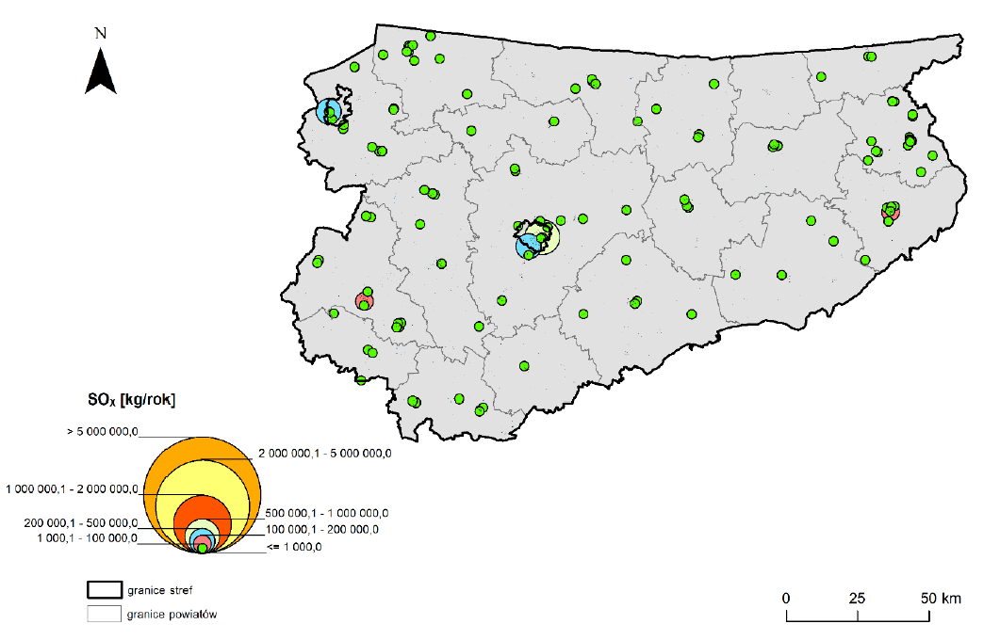 N
SOx [kg/rok]
> 5 000 000,0
2 000 000,1 - 5 000 000,0
1 000 000,1 - 2 000 000,0
500 000,1 - 1 000 000,0
200 000,1 - 500 000,0
100 000,1 - 200 000,0
1 000,1 - 100 000,0
<= 1 000,0
granice stref
granice powiatów
0 25 50 km